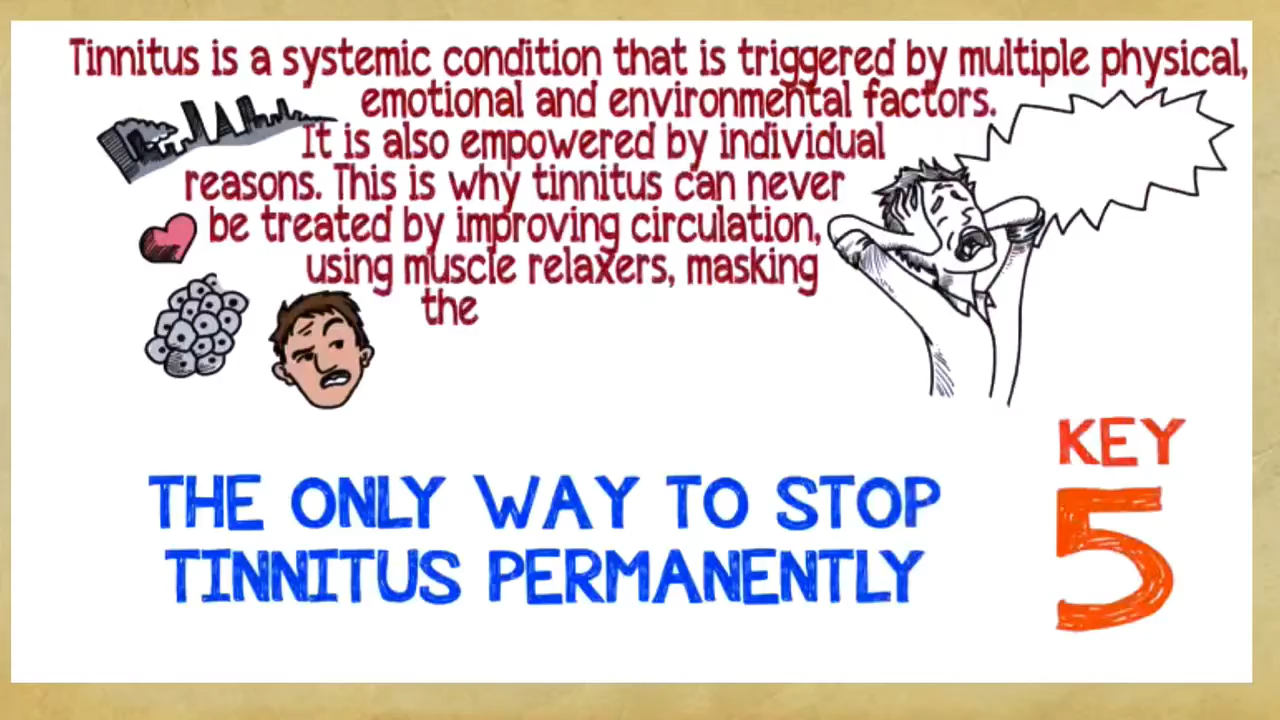 Tinnitus is a systemic condition that is triggered by multiple physical,
emotional and environmental factors.
It is also empowered by individual
reasons. This is why tinnitus can never
be treated by improving circulation,
using muscle relaxers, masking
the
KEY
5
THE ONLY WAY TO STOP
TINNITUS PERMANENTLY